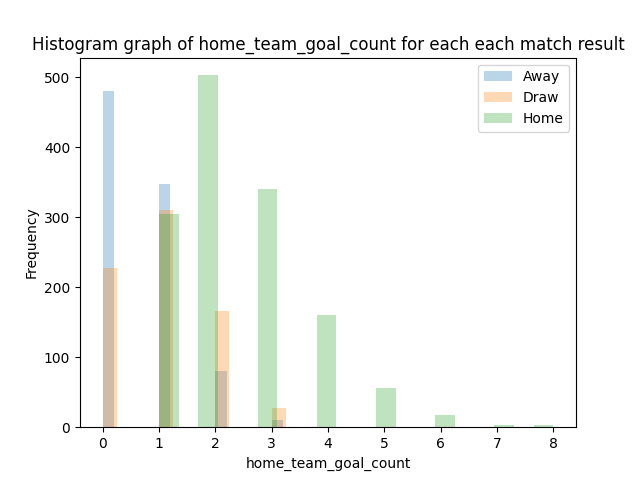 Histogram graph of home_team_goal_count for each each match result
500
400
300
200
100
0
Frequency
Away
Draw
Home
0 1 2 3 4 5 6 7 8
home_team_goal_count